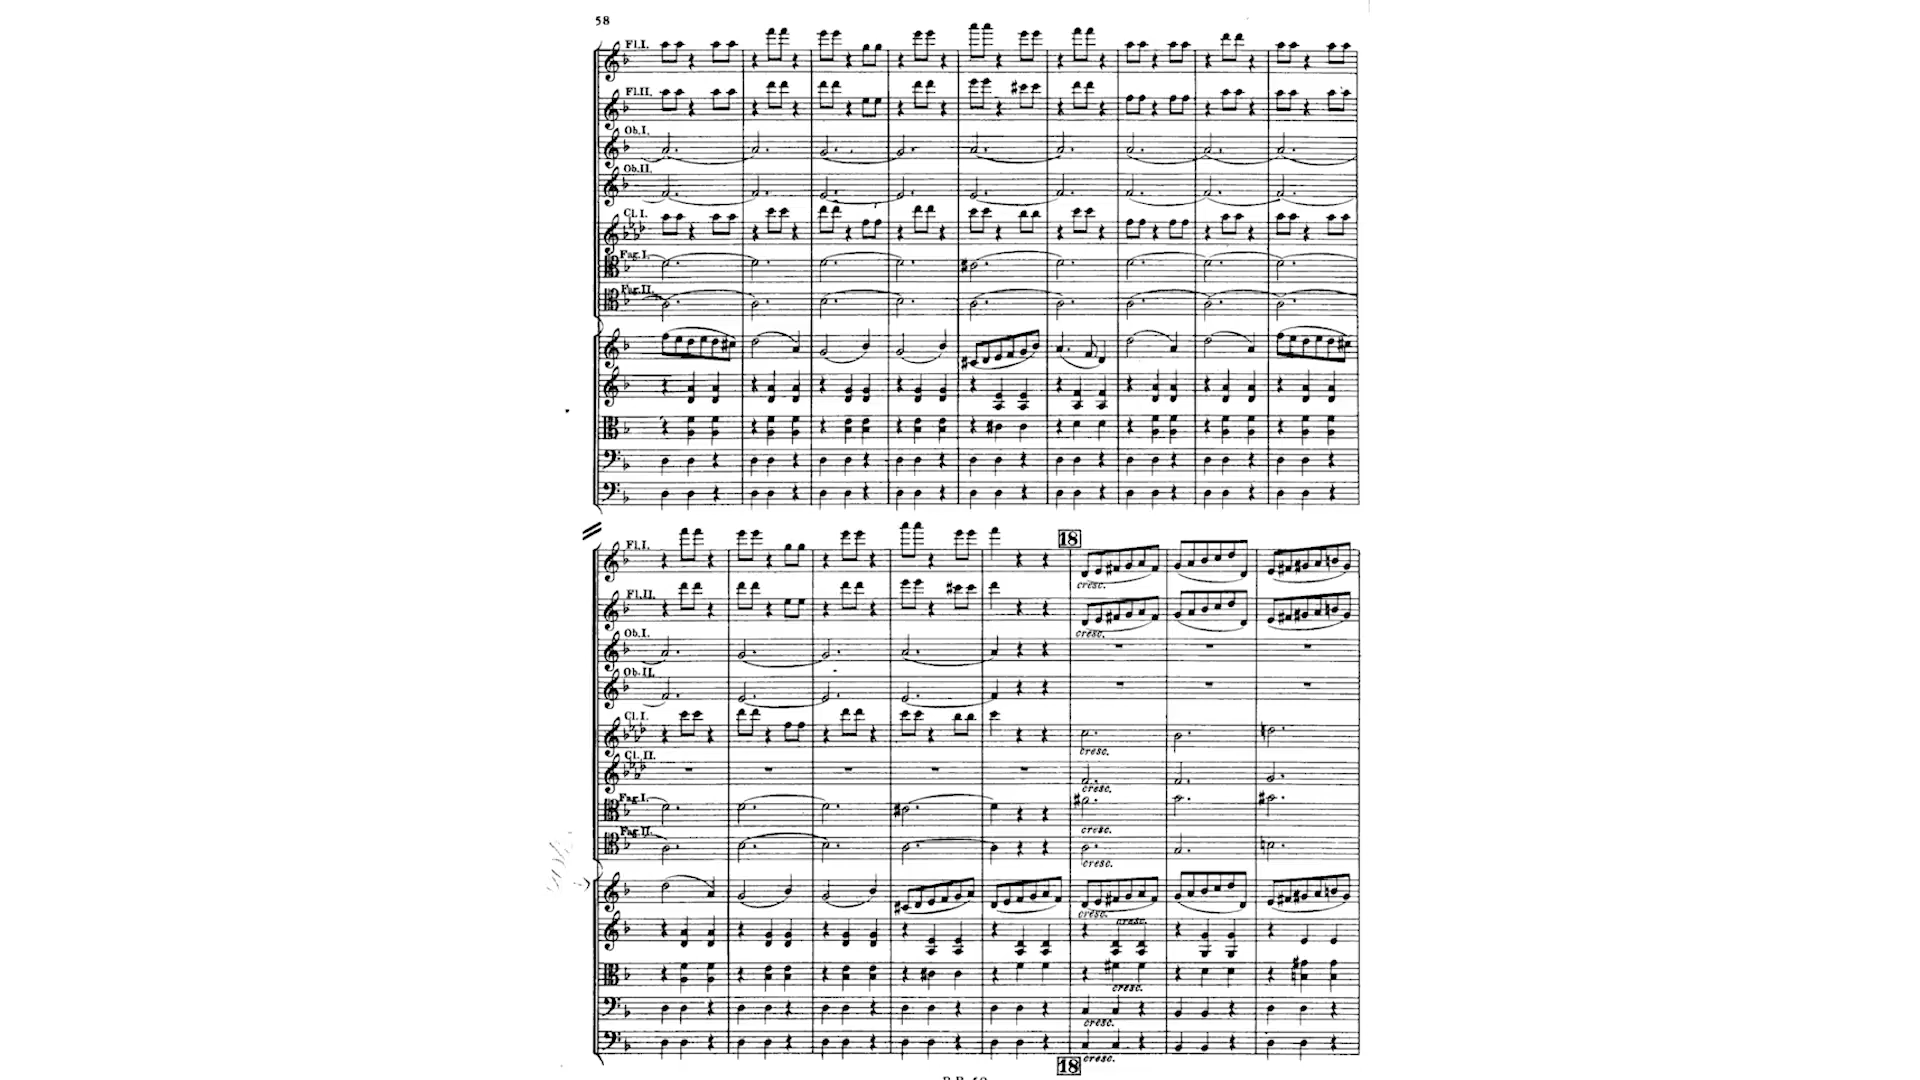 58
Fl.I.
Fl.II.
Ob.I.
Ob.II.
Cl I.
Fag.I.
Fag.II.
Fl.I.
18
cresc.
Fl.II.
cresc.
Ob.I.
Ob.II.
Cl.I.
cresc.
Cl.II.
cresc.
Fag.I.
cresc.
Fag.II.
cresc.
cresc.
cresc.
cresc.
cresc.
cresc.
18